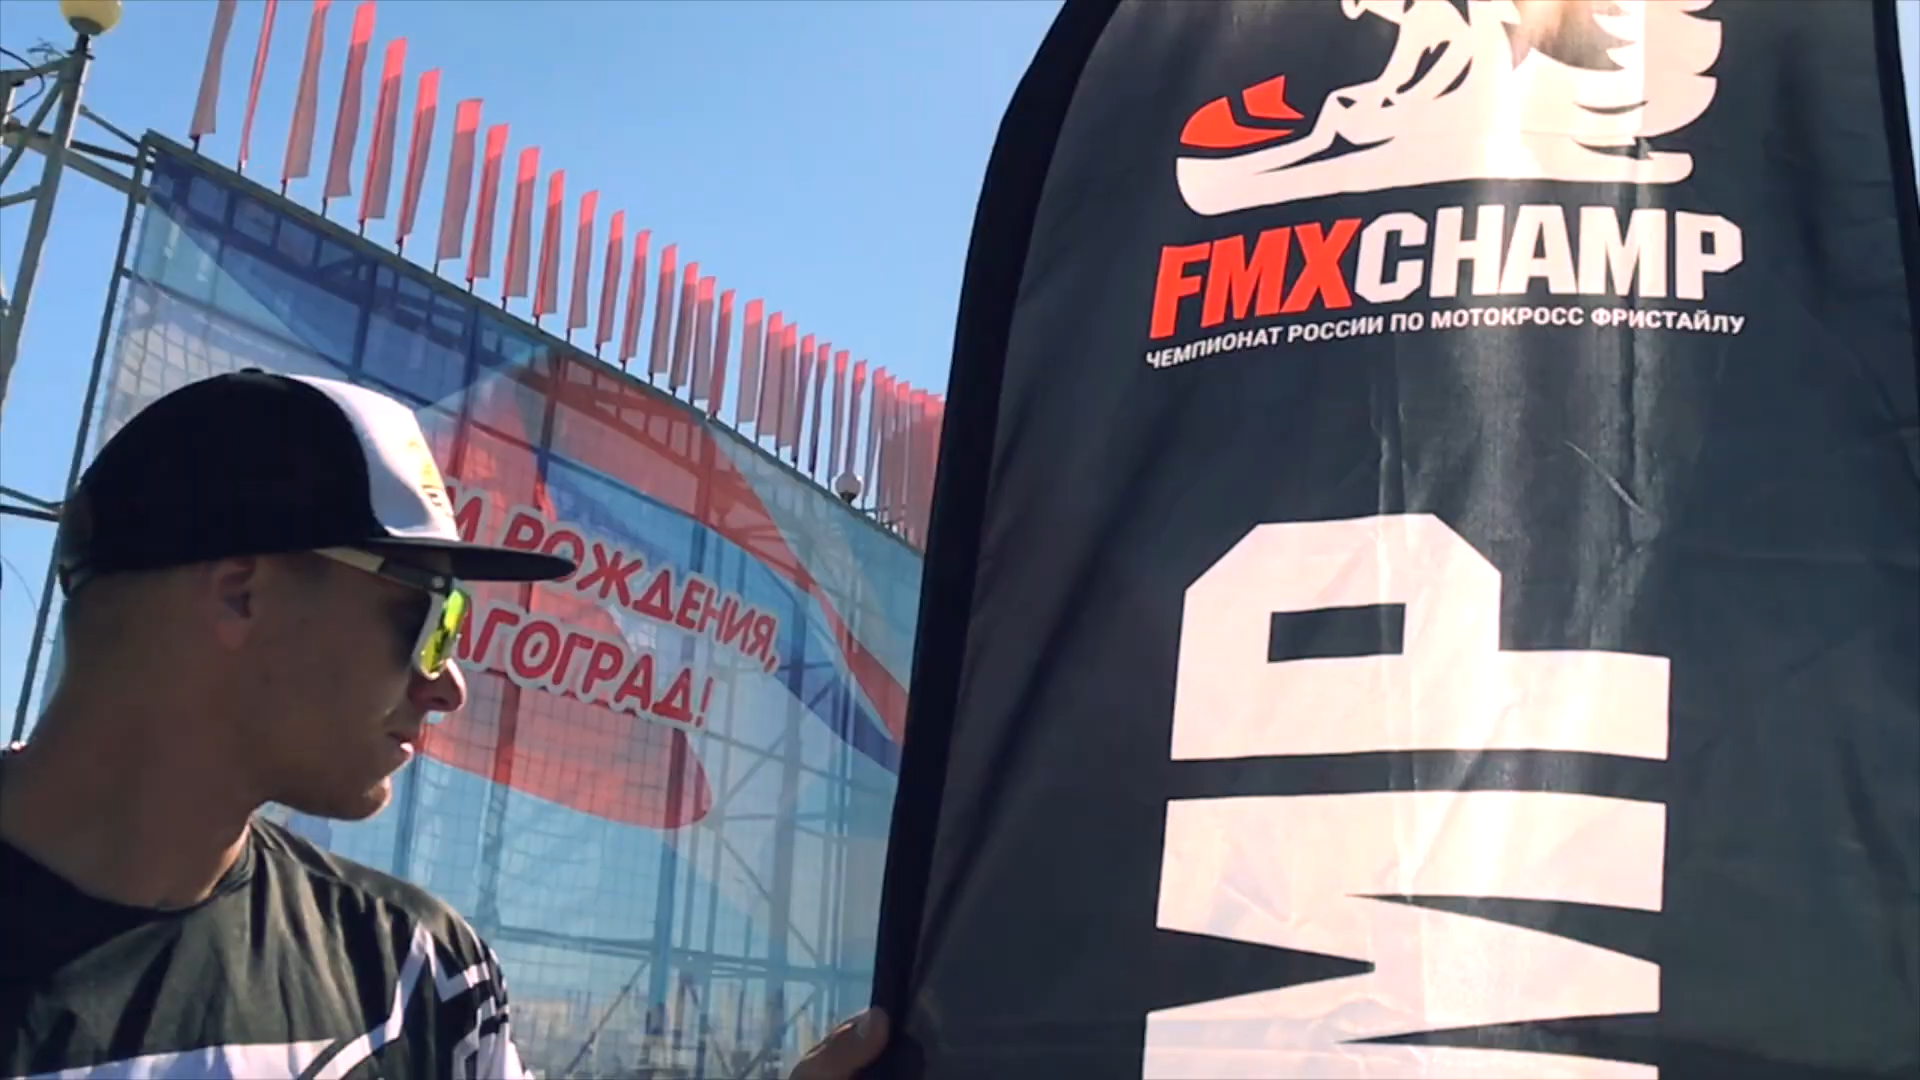 FMXCHAMP
ЧЕМПИОНАТ РОССИИ ПО МОТОКРОСС ФРИСТАЙЛУ
РОЖДЕНИЯ,
АГОГРАД!
MP